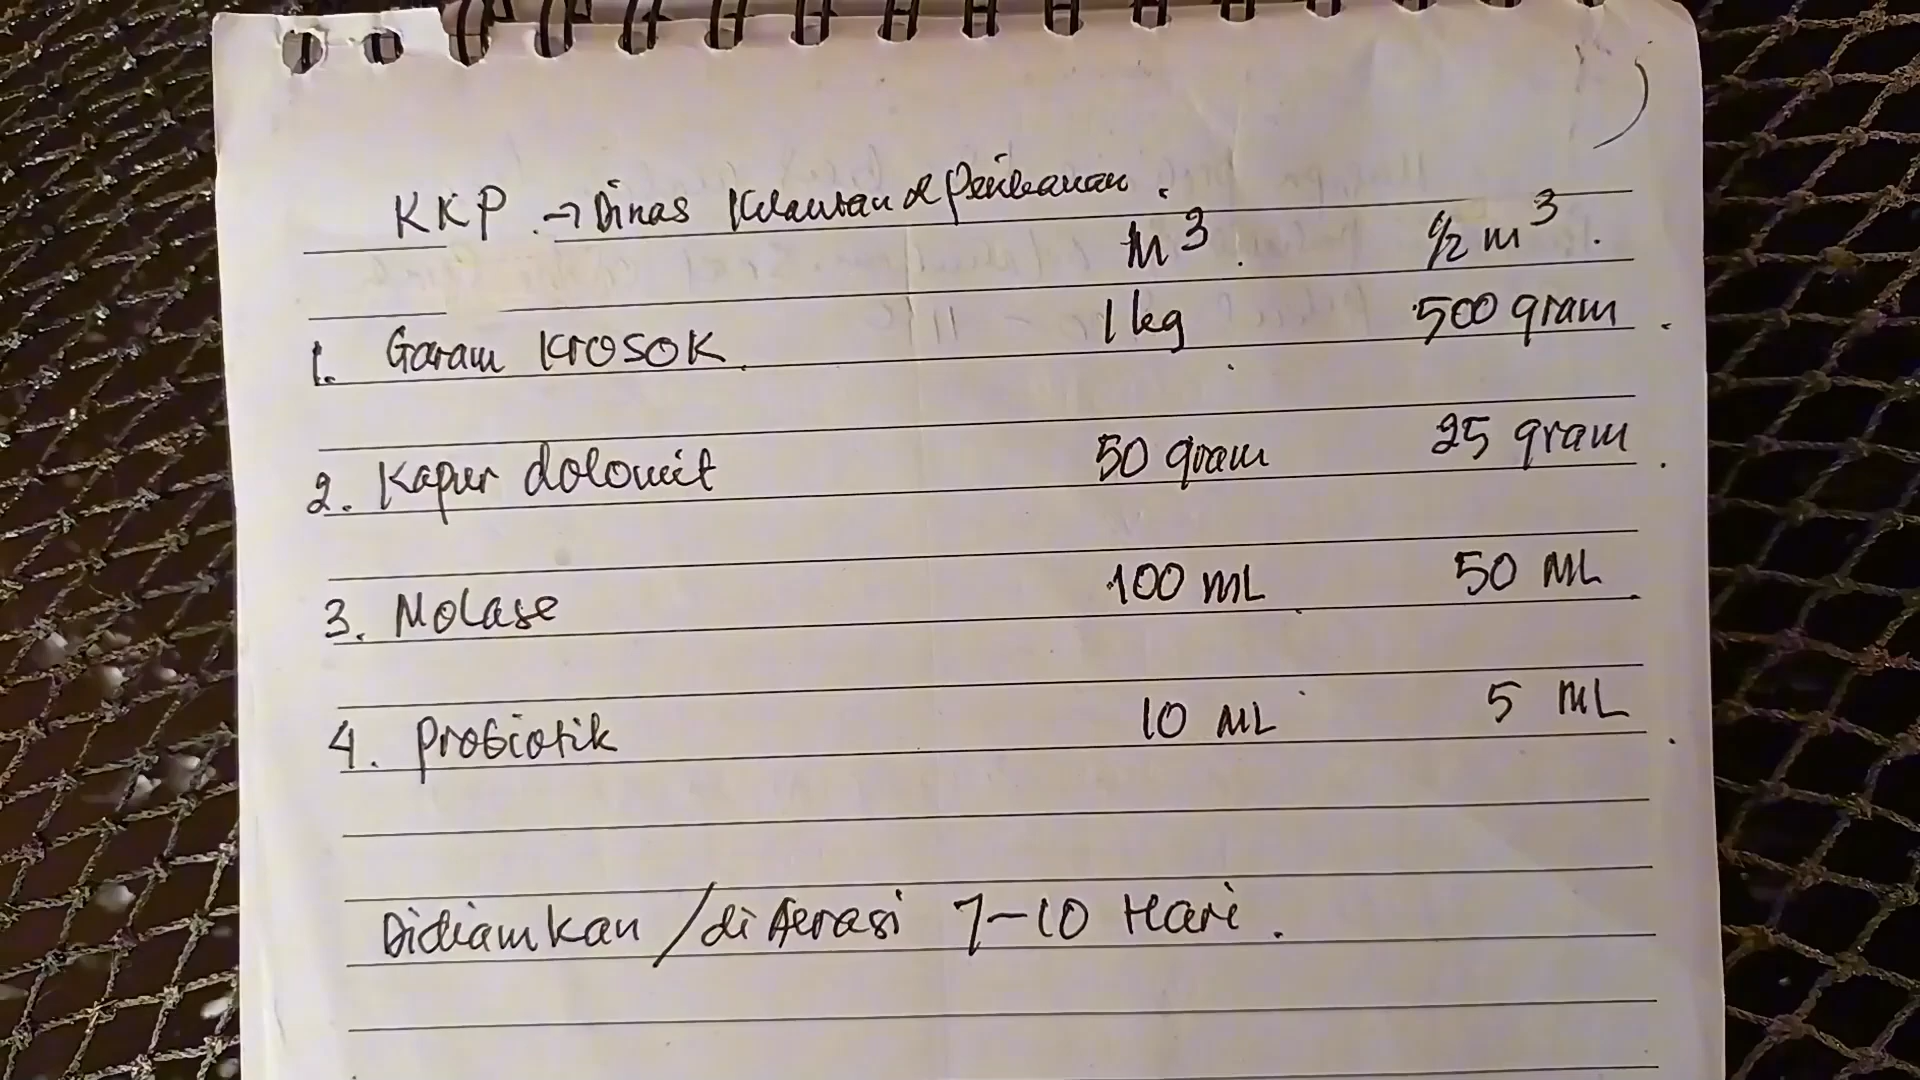 KKP → Dinas Kelautan & Perikanan.
m³. 1/2 m³.
1. Garam Krosok 1 kg 500 gram
2. Kapur dolomit 50 gram 25 gram
3. Molase 100 mL 50 mL
4. Probiotik 10 mL 5 mL
Didiamkan / di Aerasi 7-10 Hari.